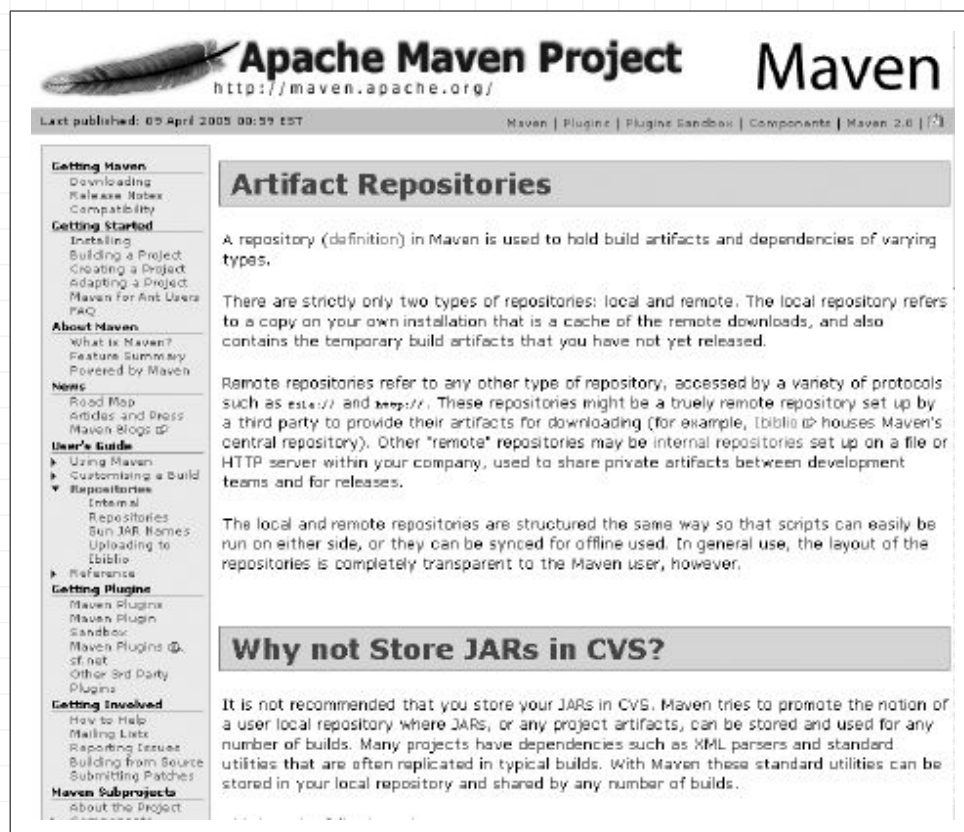 Apache Maven Project
http://maven.apache.org/
Maven
Last published: 09 April 2005 00:59 EST
Maven | Plugins | Plugins Sandbox | Components | Maven 2.0 |
Getting Maven
Downloading
Release Notes
Compatibility
Getting Started
Installing
Building a Project
Creating a Project
Adapting a Project
Maven for Ant Users
FAQ
About Maven
What is Maven?
Feature Summary
Powered by Maven
News
Road Map
Articles and Press
Maven Blogs
User's Guide
Using Maven
Customising a Build
Repositories
Internal
Repositories
Sun JAR Names
Uploading to
Ibiblio
Reference
Getting Plugins
Maven Plugins
Maven Plugin
Sandbox
Maven Plugins @
sf.net
Other 3rd Party
Plugins
Getting Involved
How to Help
Mailing Lists
Reporting Issues
Building from Source
Submitting Patches
Maven Subprojects
About the Project
Artifact Repositories
A repository (definition) in Maven is used to hold build artifacts and dependencies of varying
types.
There are strictly only two types of repositories: local and remote. The local repository refers
to a copy on your own installation that is a cache of the remote downloads, and also
contains the temporary build artifacts that you have not yet released.
Remote repositories refer to any other type of repository, accessed by a variety of protocols
such as file:// and http://. These repositories might be a truely remote repository set up by
a third party to provide their artifacts for downloading (for example, Ibiblio houses Maven's
central repository). Other "remote" repositories may be internal repositories set up on a file or
HTTP server within your company, used to share private artifacts between development
teams and for releases.
The local and remote repositories are structured the same way so that scripts can easily be
run on either side, or they can be synced for offline used. In general use, the layout of the
repositories is completely transparent to the Maven user, however.
Why not Store JARs in CVS?
It is not recommended that you store your JARs in CVS. Maven tries to promote the notion of
a user local repository where JARs, or any project artifacts, can be stored and used for any
number of builds. Many projects have dependencies such as XML parsers and standard
utilities that are often replicated in typical builds. With Maven these standard utilities can be
stored in your local repository and shared by any number of builds.